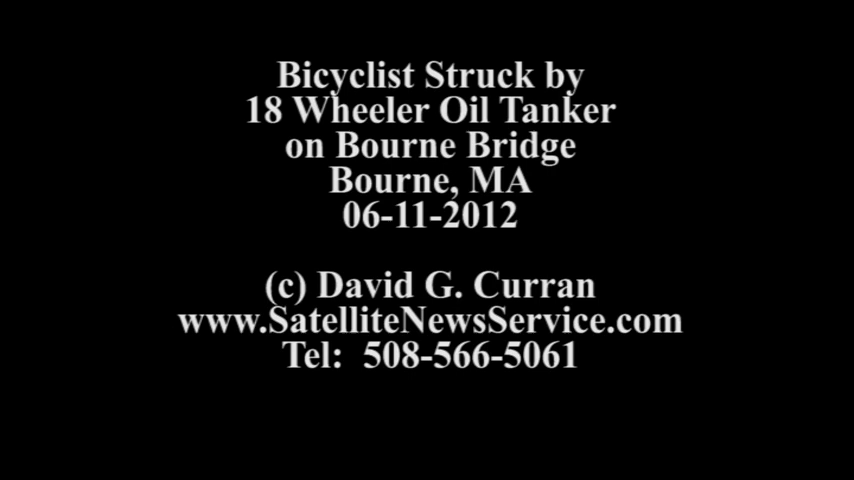 Bicyclist Struck by
18 Wheeler Oil Tanker
on Bourne Bridge
Bourne, MA
06-11-2012
(c) David G. Curran
www.SatelliteNewsService.com
Tel:  508-566-5061